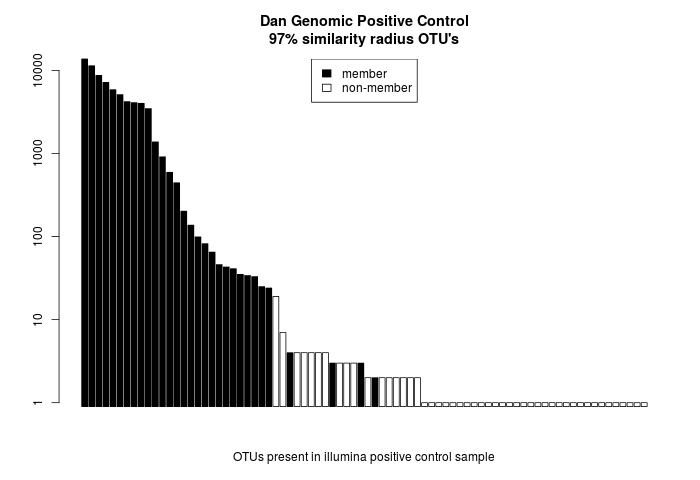 Dan Genomic Positive Control
97% similarity radius OTU's
member
non-member
10000
1000
100
10
1
OTUs present in illumina positive control sample